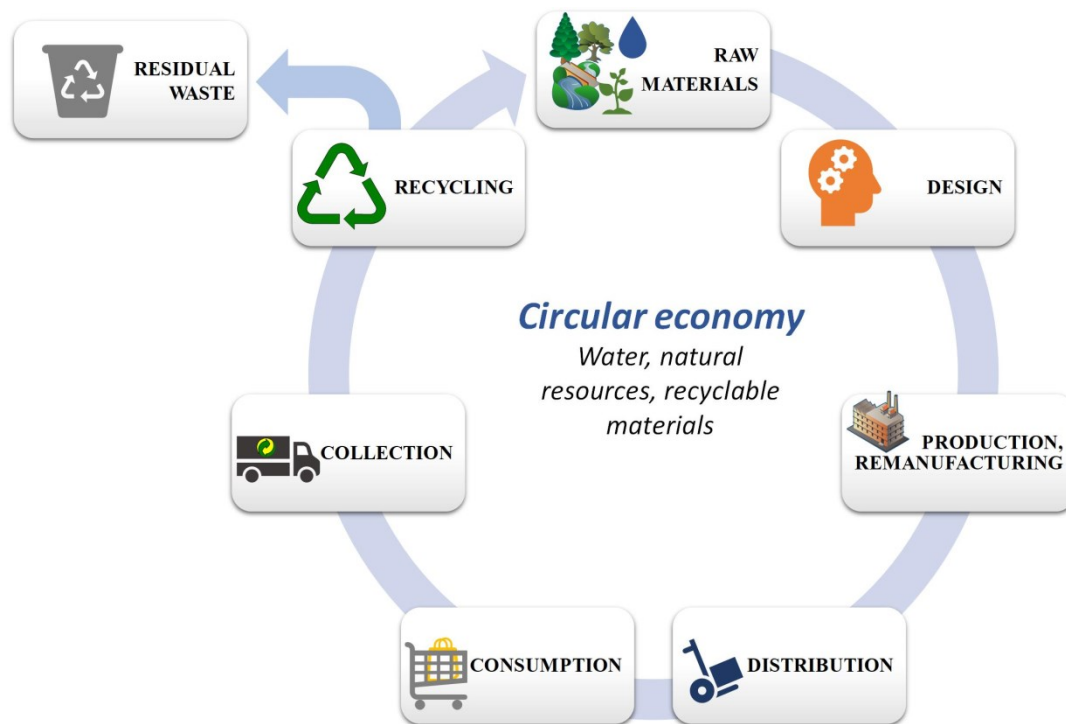 RESIDUAL
WASTE
RAW
MATERIALS
RECYCLING
DESIGN
Circular economy
Water, natural
resources, recyclable
materials
COLLECTION
PRODUCTION,
REMANUFACTURING
CONSUMPTION
DISTRIBUTION